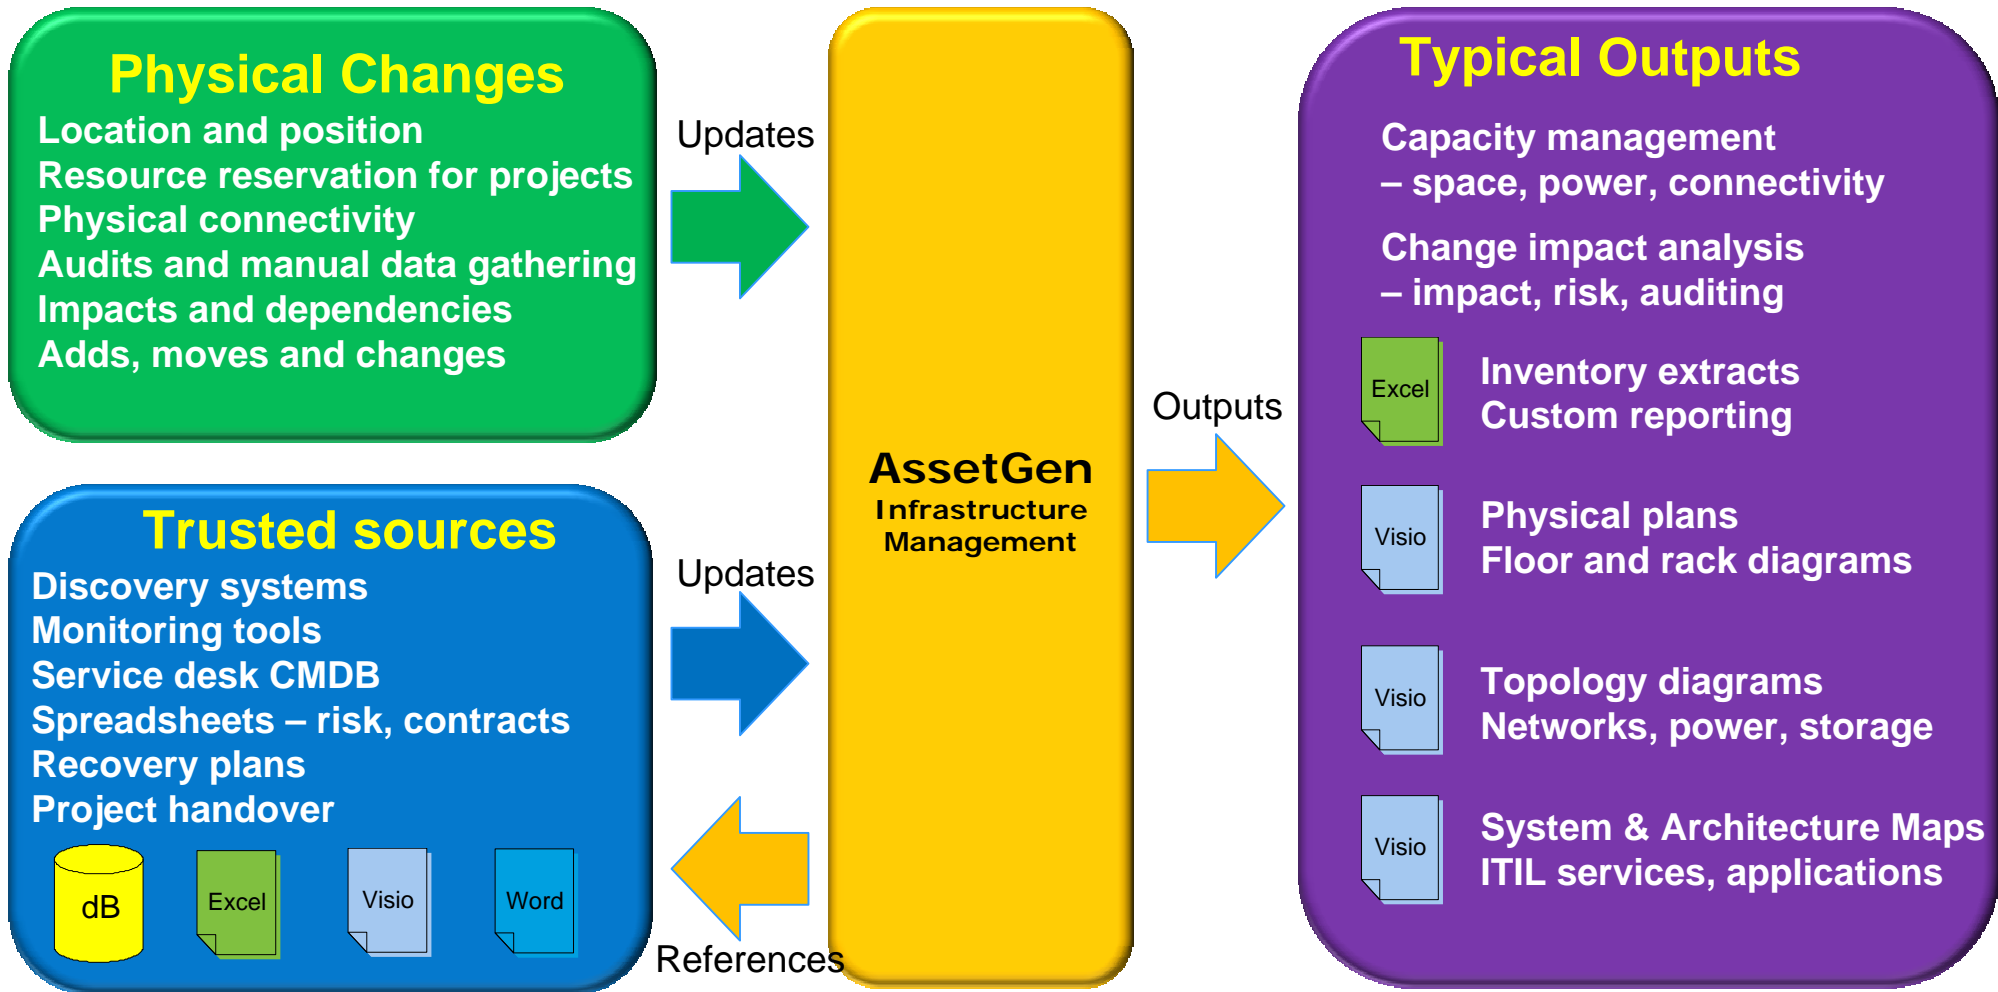 Physical Changes
Location and position
Resource reservation for projects
Physical connectivity
Audits and manual data gathering
Impacts and dependencies
Adds, moves and changes
Updates
Trusted sources
Discovery systems
Monitoring tools
Service desk CMDB
Spreadsheets – risk, contracts
Recovery plans
Project handover
dB
Excel
Visio
Word
Updates
References
AssetGen
Infrastructure
Management
Outputs
Typical Outputs
Capacity management
– space, power, connectivity
Change impact analysis
– impact, risk, auditing
Excel
Inventory extracts
Custom reporting
Visio
Physical plans
Floor and rack diagrams
Visio
Topology diagrams
Networks, power, storage
Visio
System & Architecture Maps
ITIL services, applications